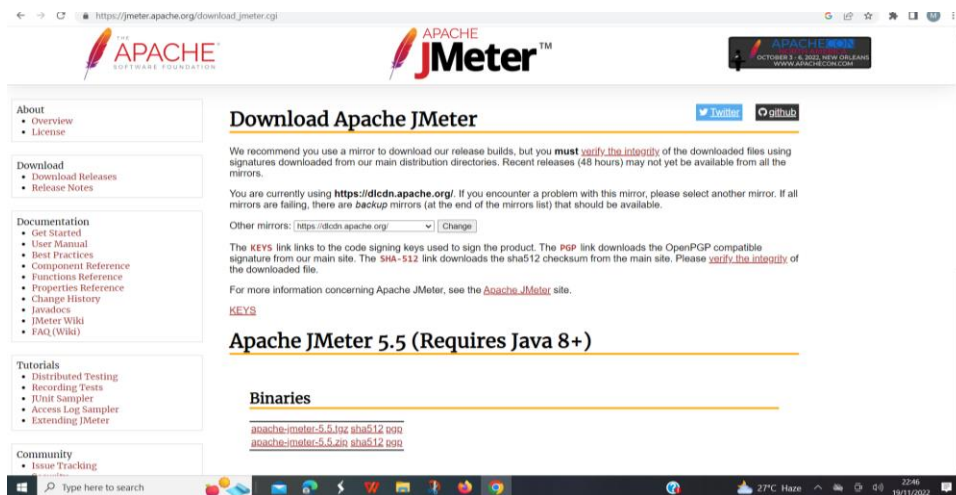 https://jmeter.apache.org/download_jmeter.cgi
THE
APACHE
SOFTWARE FOUNDATION
APACHE
JMeter™
APACHECON
NORTH AMERICA
OCTOBER 3 - 6, 2022, NEW ORLEANS
WWW.APACHECON.COM
About
• Overview
• License
Download
• Download Releases
• Release Notes
Documentation
• Get Started
• User Manual
• Best Practices
• Component Reference
• Functions Reference
• Properties Reference
• Change History
• Javadocs
• JMeter Wiki
• FAQ (Wiki)
Tutorials
• Distributed Testing
• Recording Tests
• JUnit Sampler
• Access Log Sampler
• Extending JMeter
Community
• Issue Tracking
Twitter
github
Download Apache JMeter
We recommend you use a mirror to download our release builds, but you must verify the integrity of the downloaded files using
signatures downloaded from our main distribution directories. Recent releases (48 hours) may not yet be available from all the
mirrors.
You are currently using https://dlcdn.apache.org/. If you encounter a problem with this mirror, please select another mirror. If all
mirrors are failing, there are backup mirrors (at the end of the mirrors list) that should be available.
Other mirrors: https://dlcdn.apache.org/ Change
The KEYS link links to the code signing keys used to sign the product. The PGP link downloads the OpenPGP compatible
signature from our main site. The SHA-512 link downloads the sha512 checksum from the main site. Please verify the integrity of
the downloaded file.
For more information concerning Apache JMeter, see the Apache JMeter site.
KEYS
Apache JMeter 5.5 (Requires Java 8+)
Binaries
apache-jmeter-5.5.tgz sha512 pgp
apache-jmeter-5.5.zip sha512 pgp
Type here to search
27°C Haze
22:46
19/11/2022